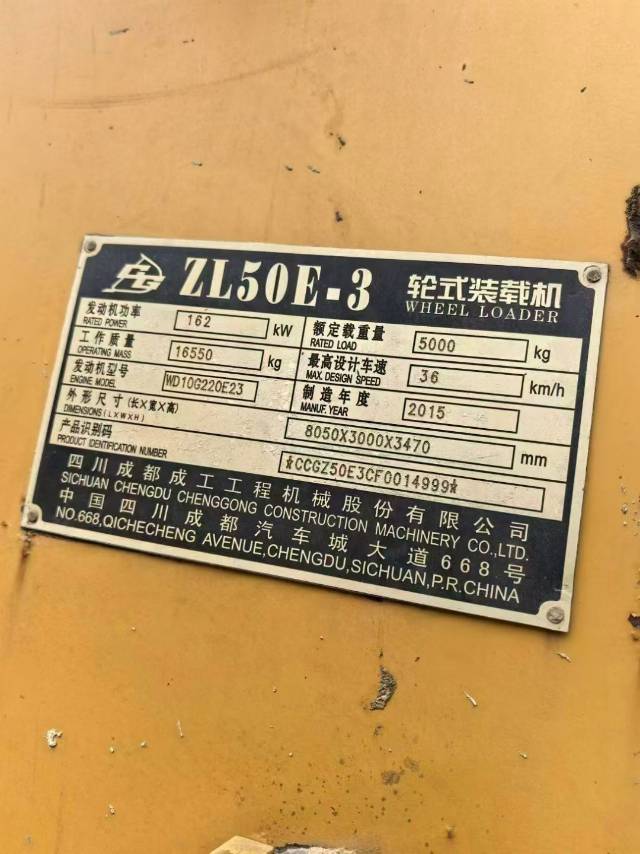 CG ZL50E-3 轮式装载机
WHEEL LOADER
发动机功率 162 kW 额定载重量 5000 kg
RATED POWER RATED LOAD
工作质量 16550 kg 最高设计车速 36 km/h
OPERATING MASS MAX. DESIGN SPEED
发动机型号 WD10G220E23 制造年度 2015
ENGINE MODEL MANUF. YEAR
外形尺寸(长X宽X高) 8050X3000X3470 mm
DIMENSIONS (LXWXH)
产品识别码 *CCGZ50E3CF0014999*
PRODUCT IDENTIFICATION NUMBER
四川成都成工工程机械股份有限公司
SICHUAN CHENGDU CHENGGONG CONSTRUCTION MACHINERY CO.,LTD.
中国四川成都汽车城大道668号
NO.668,QICHECHENG AVENUE,CHENGDU,SICHUAN,P.R.CHINA